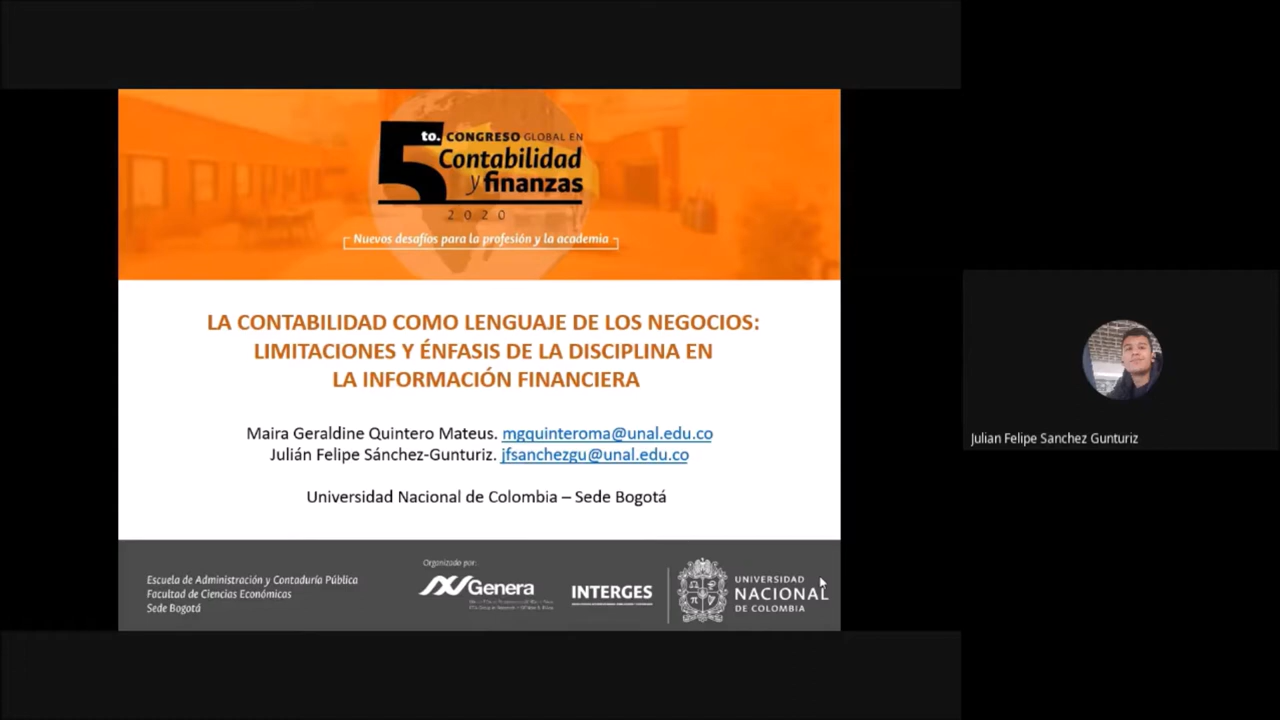 5to. CONGRESO GLOBAL EN
Contabilidad
y finanzas
2020
Nuevos desafíos para la profesión y la academia
LA CONTABILIDAD COMO LENGUAJE DE LOS NEGOCIOS:
LIMITACIONES Y ÉNFASIS DE LA DISCIPLINA EN
LA INFORMACIÓN FINANCIERA
Maira Geraldine Quintero Mateus. mgquinteroma@unal.edu.co
Julián Felipe Sánchez-Gunturiz. jfsanchezgu@unal.edu.co
Universidad Nacional de Colombia – Sede Bogotá
Julian Felipe Sanchez Gunturiz
Escuela de Administración y Contaduría Pública
Facultad de Ciencias Económicas
Sede Bogotá
Organizado por:
Genera
INTERGES
UNIVERSIDAD
NACIONAL
DE COLOMBIA